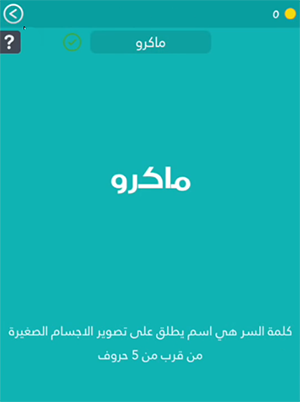 0
?
ماكرو
ماكرو
كلمة السر هي اسم يطلق على تصوير الاجسام الصغيرة
من قرب من 5 حروف